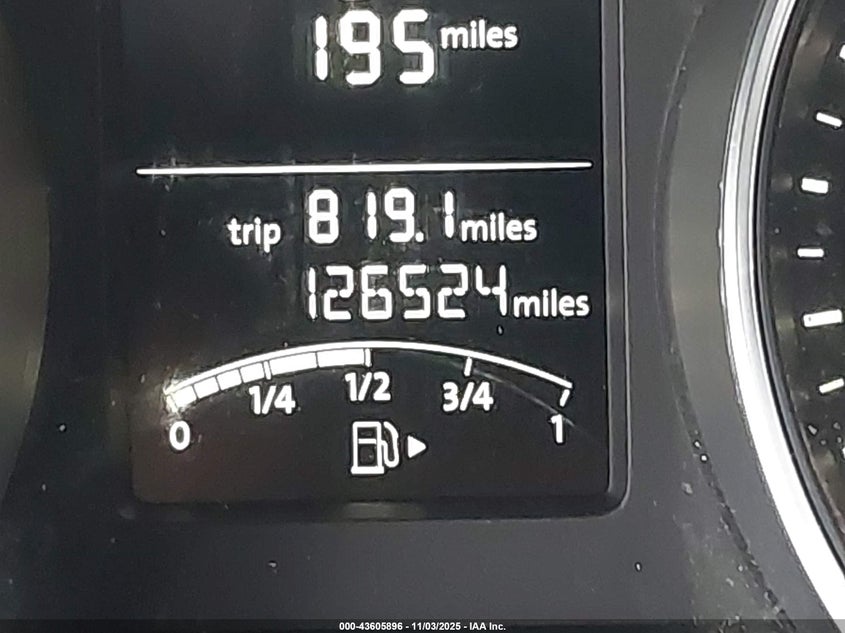 195 miles
trip 819.1 miles
126524 miles
0 1/4 1/2 3/4 1
000-43605896 - 11/03/2025 - IAA Inc.